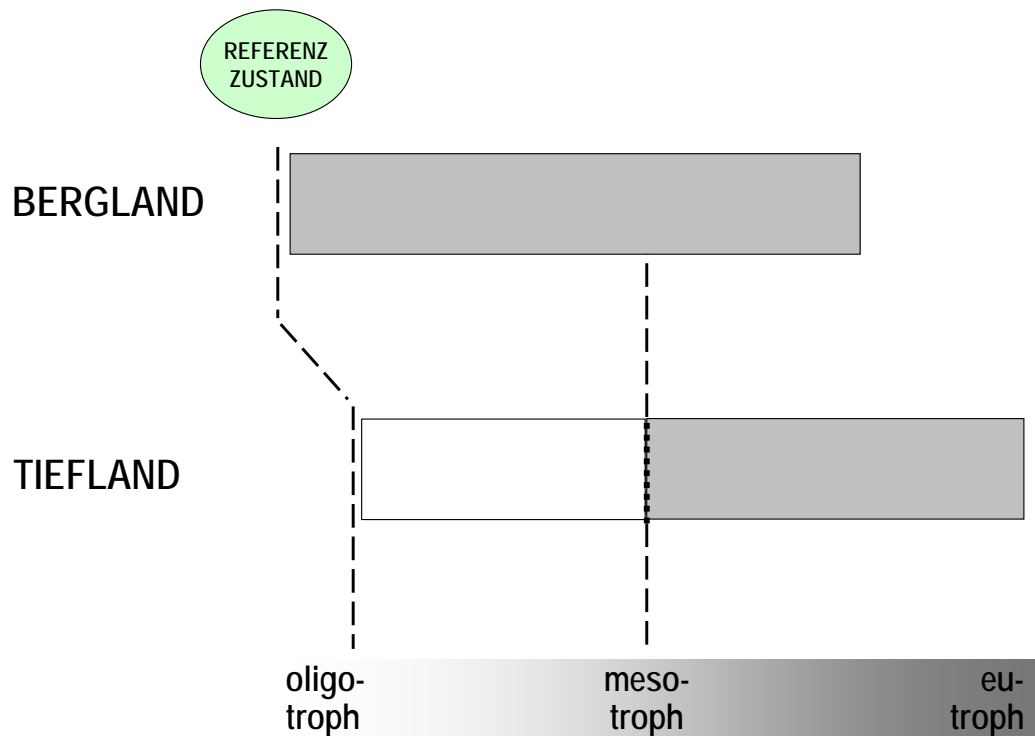 REFERENZ
ZUSTAND
BERGLAND
TIEFLAND
oligo-
troph
meso-
troph
eu-
troph